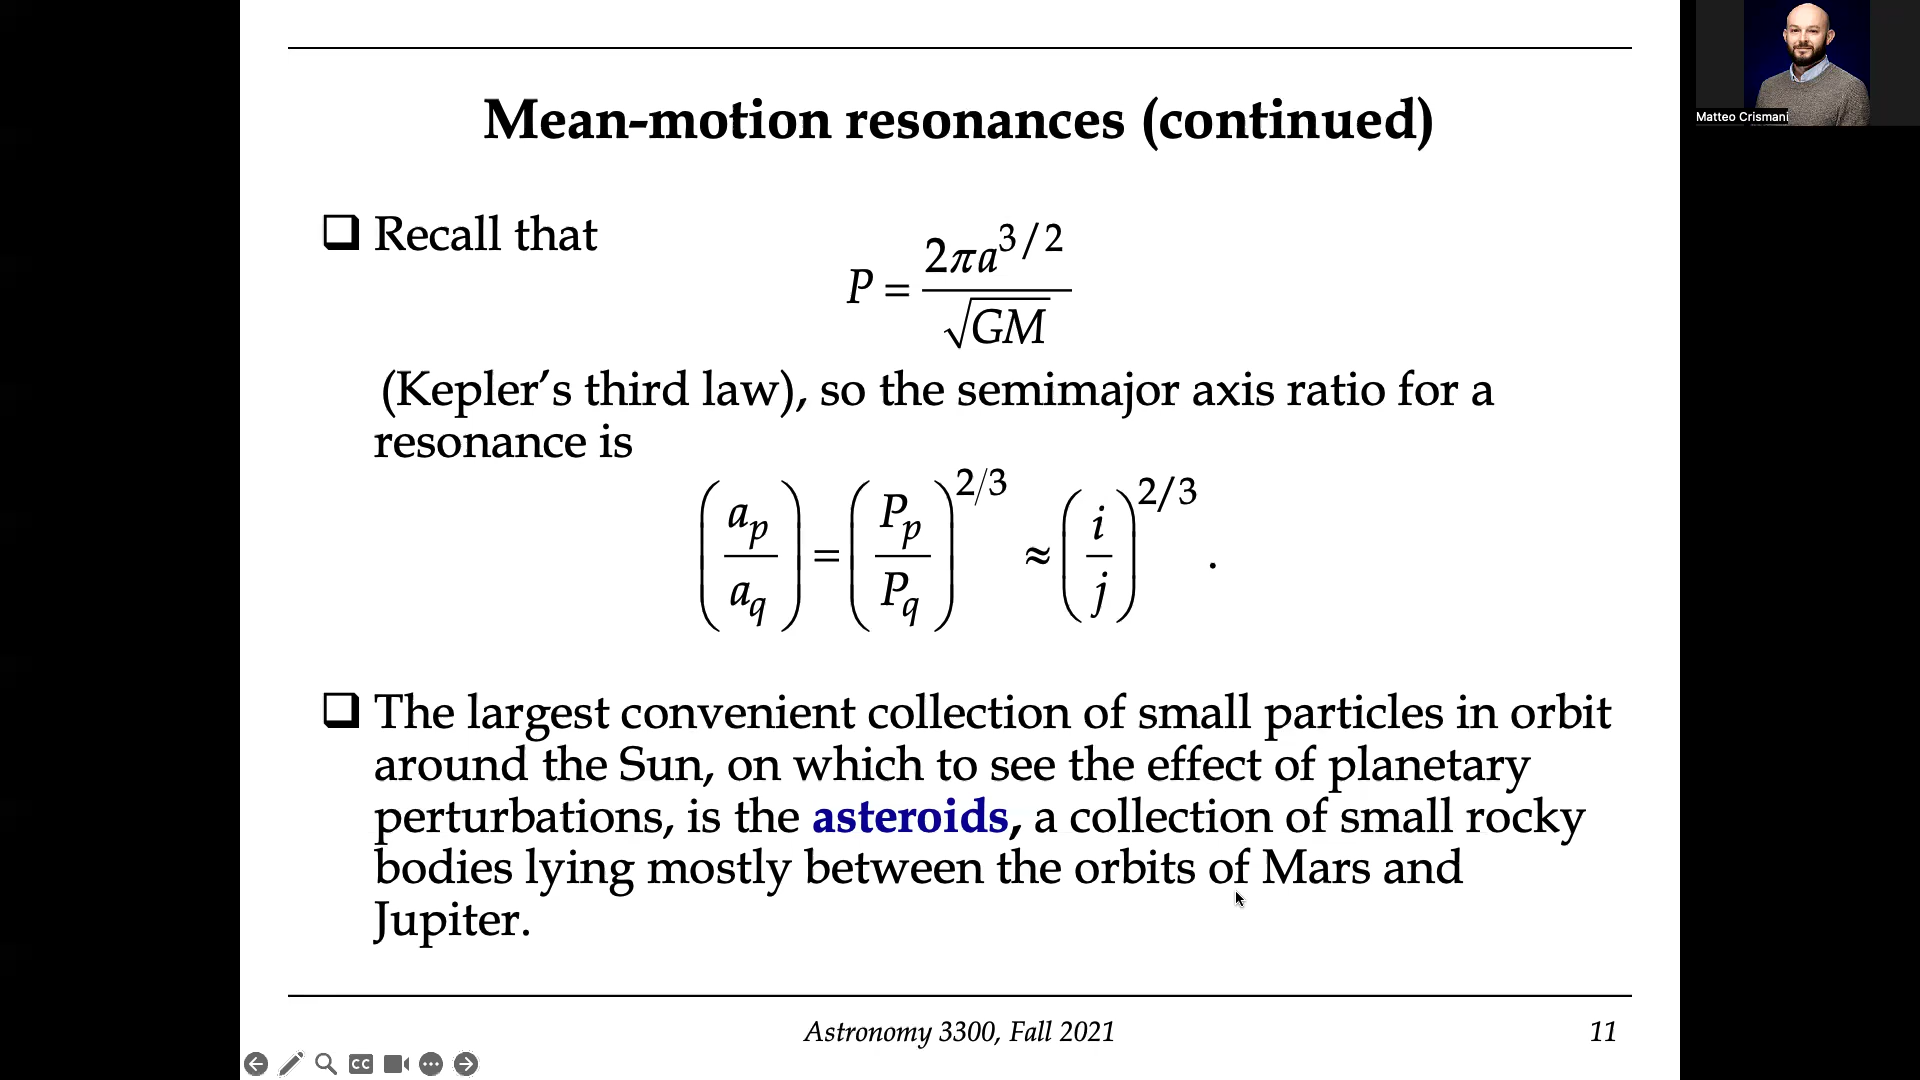 Mean-motion resonances (continued)
Matteo Crismani
❑ Recall that
P = 2πa^{3/2} / √GM
(Kepler’s third law), so the semimajor axis ratio for a
resonance is
(a_p / a_q) = (P_p / P_q)^{2/3} ≈ (i / j)^{2/3} .
❑ The largest convenient collection of small particles in orbit
around the Sun, on which to see the effect of planetary
perturbations, is the asteroids, a collection of small rocky
bodies lying mostly between the orbits of Mars and
Jupiter.
Astronomy 3300, Fall 2021
11
CC